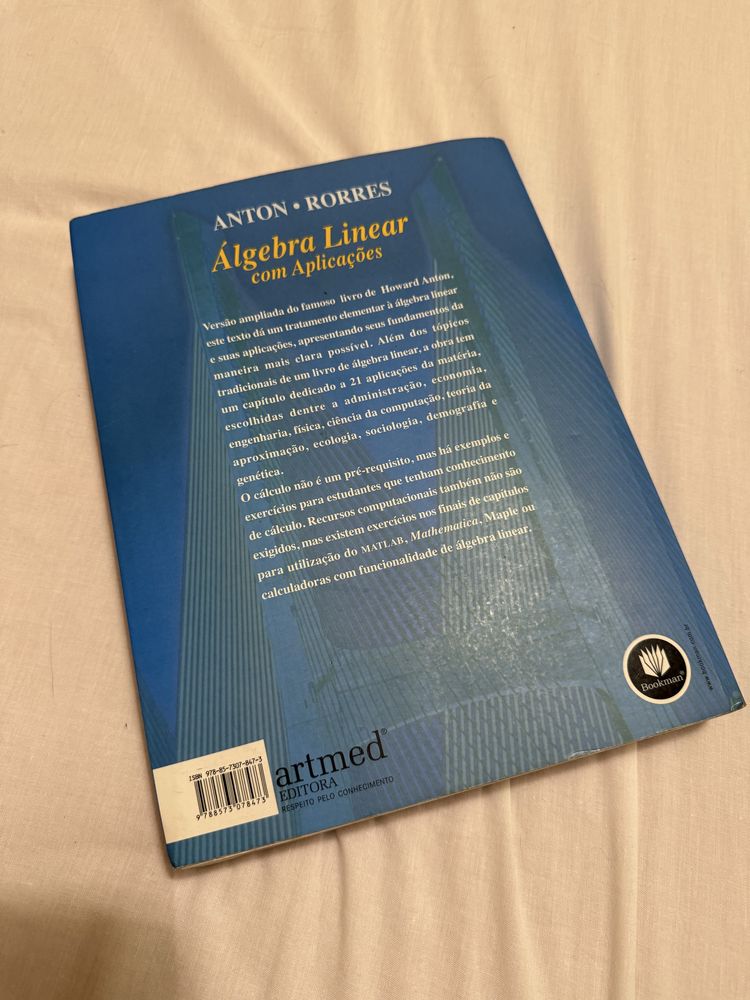 ANTON • RORRES
Álgebra Linear
com Aplicações
Versão ampliada do famoso livro de Howard Anton,
este texto dá um tratamento elementar à álgebra linear
e suas aplicações, apresentando seus fundamentos da
maneira mais clara possível. Além dos tópicos
tradicionais de um livro de álgebra linear, a obra tem
um capítulo dedicado a 21 aplicações da matéria,
escolhidas dentre a administração, economia,
engenharia, física, ciência da computação, teoria da
aproximação, ecologia, sociologia, demografia e
genética.
O cálculo não é um pré-requisito, mas há exemplos e
exercícios para estudantes que tenham conhecimento
de cálculo. Recursos computacionais também não são
exigidos, mas existem exercícios nos finais de capítulos
para utilização do MATLAB, Mathematica, Maple ou
calculadoras com funcionalidade de álgebra linear.
www.bookman.com.br
Bookman®
ISBN 978-85-7307-847-3
9 788573 078473
artmed®
EDITORA
RESPEITO PELO CONHECIMENTO